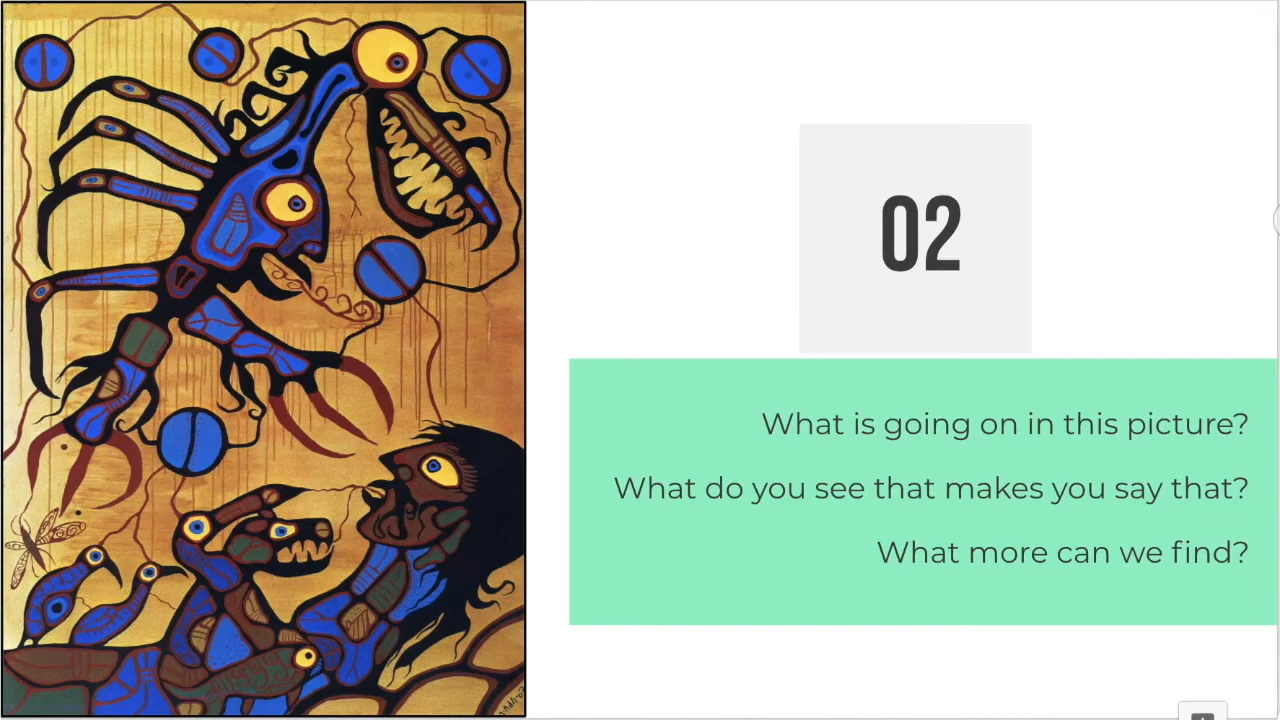 02
What is going on in this picture?
What do you see that makes you say that?
What more can we find?